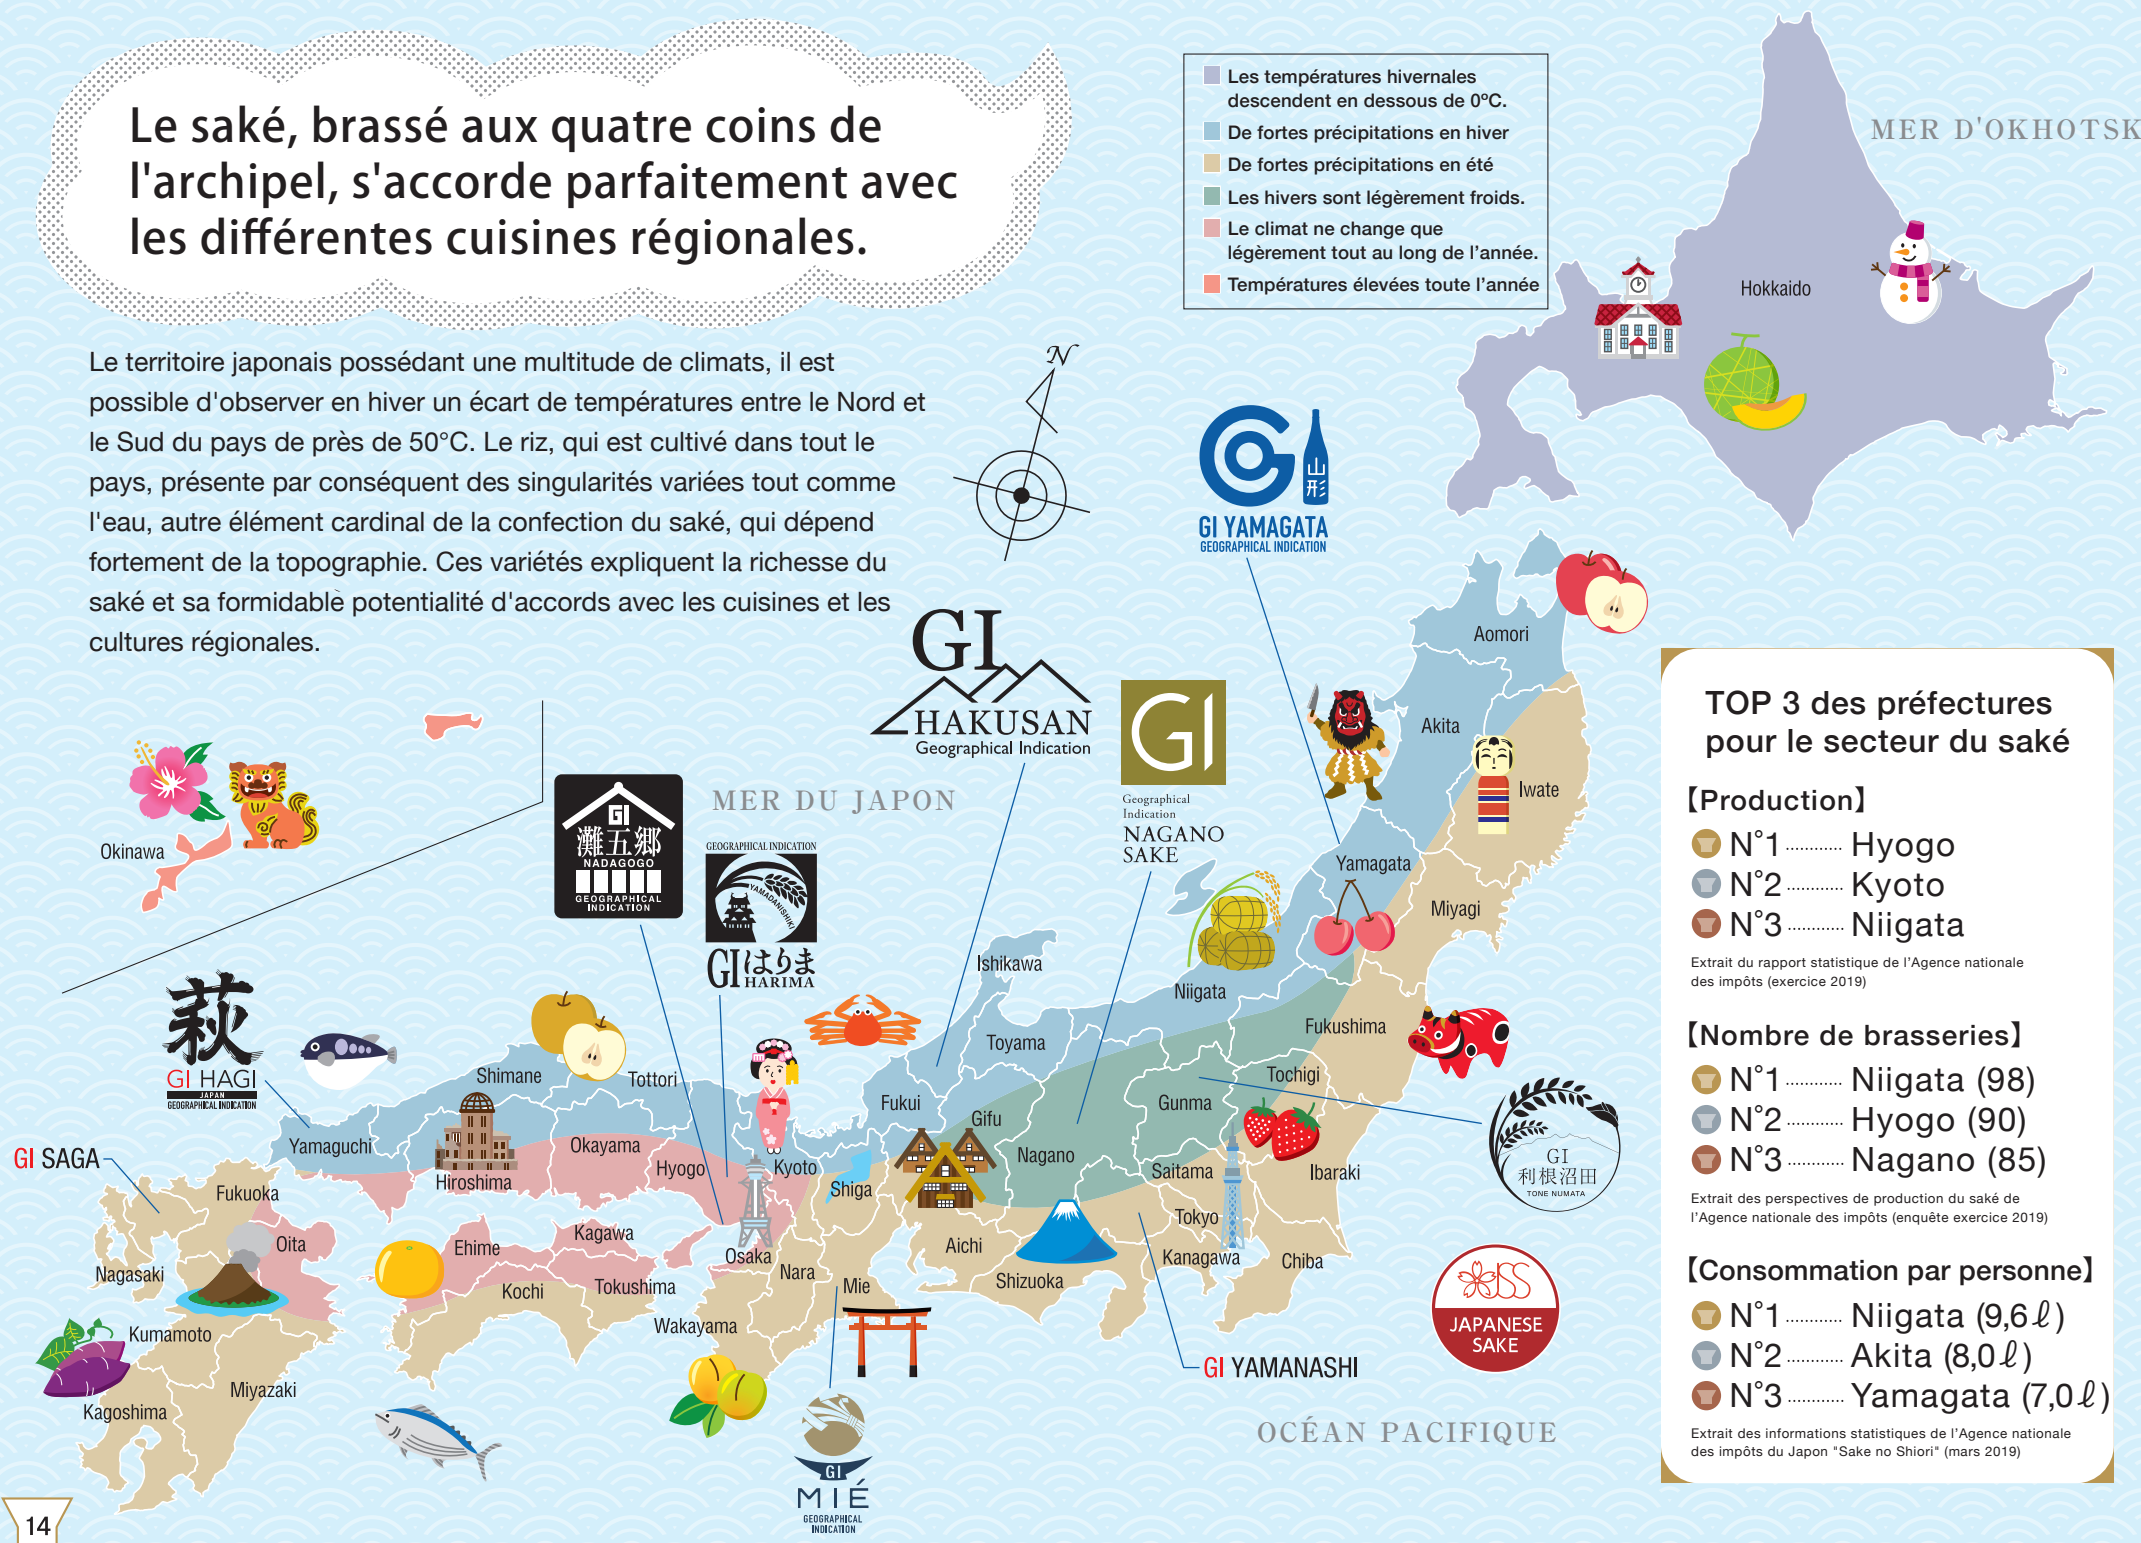 Le saké, brassé aux quatre coins de
l'archipel, s'accorde parfaitement avec
les différentes cuisines régionales.
Le territoire japonais possédant une multitude de climats, il est
possible d'observer en hiver un écart de températures entre le Nord et
le Sud du pays de près de 50°C. Le riz, qui est cultivé dans tout le
pays, présente par conséquent des singularités variées tout comme
l'eau, autre élément cardinal de la confection du saké, qui dépend
fortement de la topographie. Ces variétés expliquent la richesse du
saké et sa formidable potentialité d'accords avec les cuisines et les
cultures régionales.
Les températures hivernales
descendent en dessous de 0°C.
De fortes précipitations en hiver
De fortes précipitations en été
Les hivers sont légèrement froids.
Le climat ne change que
légèrement tout au long de l'année.
Températures élevées toute l'année
MER D'OKHOTSK
Hokkaido
N
山形
GI YAMAGATA
GEOGRAPHICAL INDICATION
GI
HAKUSAN
Geographical Indication
GI
Geographical
Indication
NAGANO
SAKE
MER DU JAPON
GI
灘五郷
NADAGOGO
GEOGRAPHICAL
INDICATION
GEOGRAPHICAL INDICATION
YAMADANISHIKI
GIはりま
HARIMA
Okinawa
萩
GI HAGI
JAPAN
GEOGRAPHICAL INDICATION
GI SAGA
Aomori
Akita
Iwate
Yamagata
Miyagi
Ishikawa
Niigata
Fukushima
Toyama
Shimane
Tottori
Tochigi
Fukui
Gifu
Gunma
Yamaguchi
Okayama
Hyogo
Kyoto
Nagano
Saitama
Ibaraki
Hiroshima
Shiga
Fukuoka
Tokyo
Oita
Ehime
Kagawa
Osaka
Aichi
Kanagawa
Chiba
Nagasaki
Nara
Shizuoka
Kochi
Tokushima
Mie
Kumamoto
Wakayama
Miyazaki
Kagoshima
GI
利根沼田
TONE NUMATA
JSS
JAPANESE
SAKE
GI YAMANASHI
OCÉAN PACIFIQUE
GI
MIÉ
GEOGRAPHICAL
INDICATION
TOP 3 des préfectures
pour le secteur du saké
【Production】
N°1 ············ Hyogo
N°2 ············ Kyoto
N°3 ············ Niigata
Extrait du rapport statistique de l'Agence nationale
des impôts (exercice 2019)
【Nombre de brasseries】
N°1 ············ Niigata (98)
N°2 ············ Hyogo (90)
N°3 ············ Nagano (85)
Extrait des perspectives de production du saké de
l'Agence nationale des impôts (enquête exercice 2019)
【Consommation par personne】
N°1 ············ Niigata (9,6ℓ)
N°2 ············ Akita (8,0ℓ)
N°3 ············ Yamagata (7,0ℓ)
Extrait des informations statistiques de l'Agence nationale
des impôts du Japon "Sake no Shiori" (mars 2019)
14